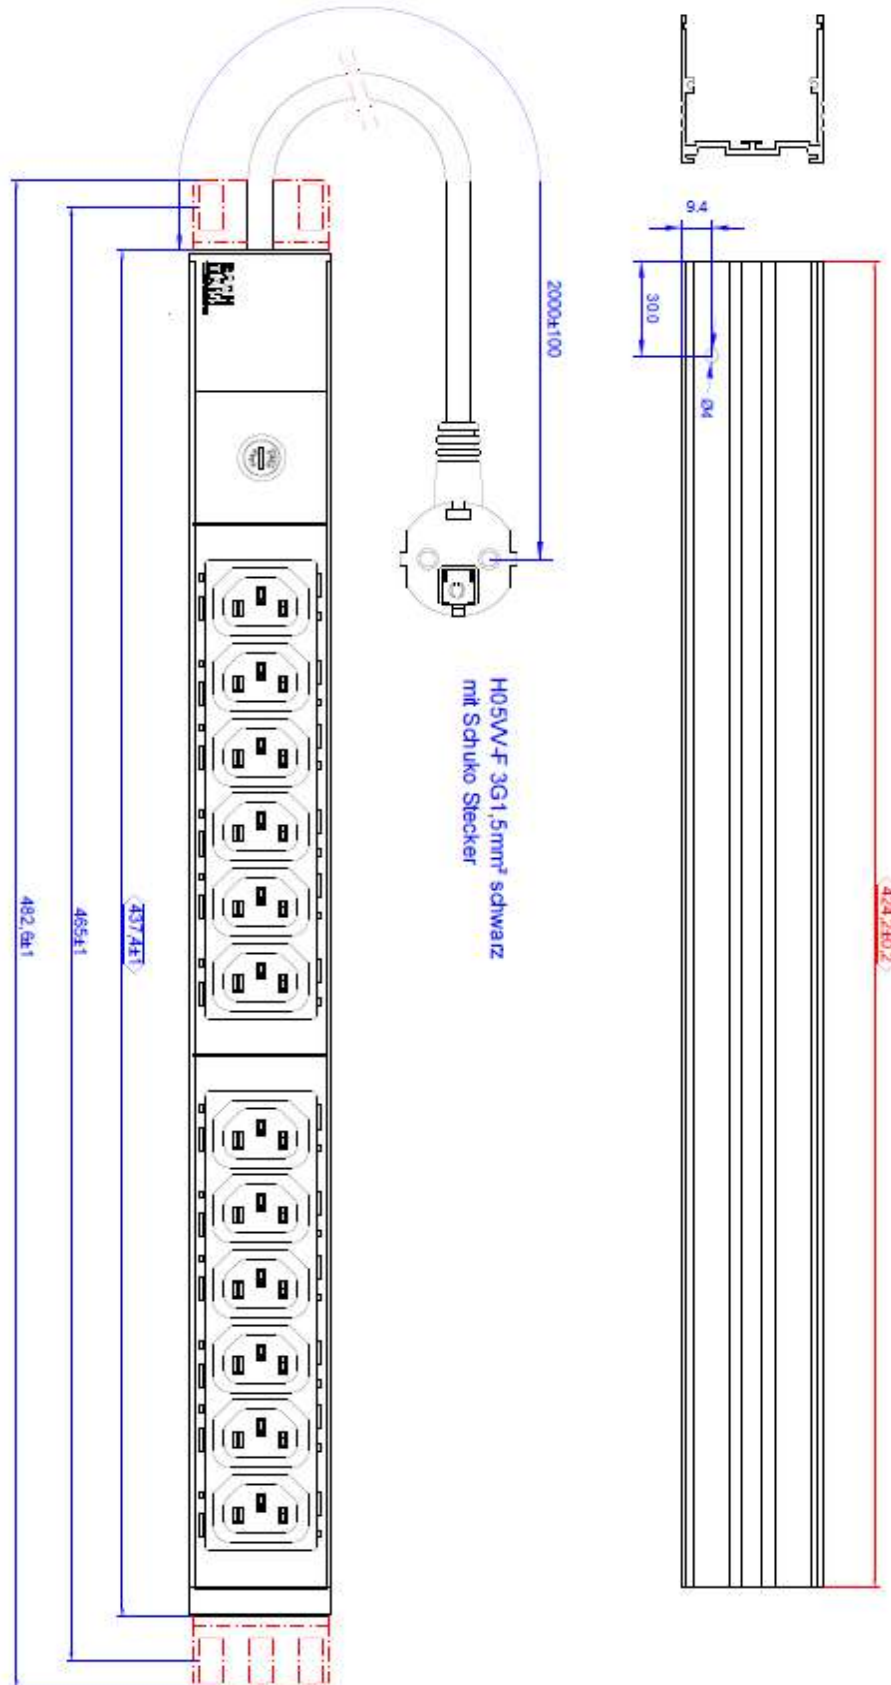 9.4
30.0
Ø4
2000±100
H05VV-F 3G1,5mm² schwarz
mit Schuko Stecker
424,2±0,2
437,4±1
465±1
482,6±1